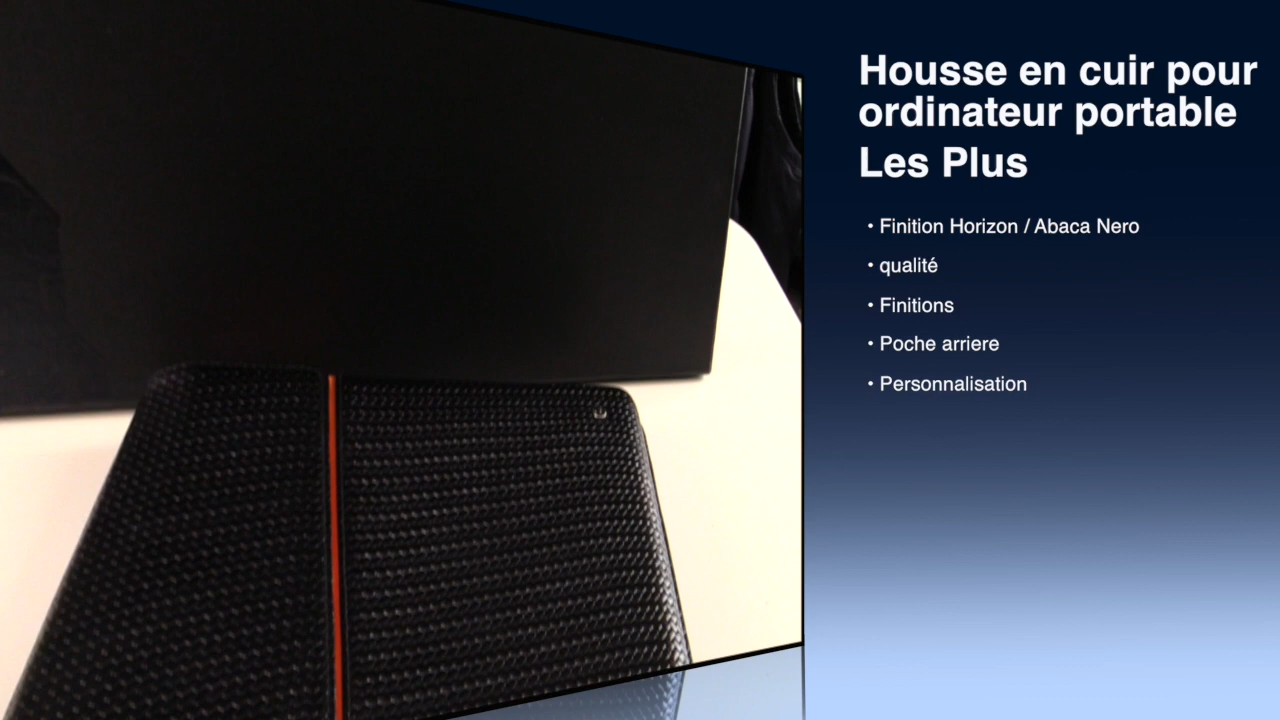 Housse en cuir pour
ordinateur portable
Les Plus
• Finition Horizon / Abaca Nero
• qualité
• Finitions
• Poche arriere
• Personnalisation